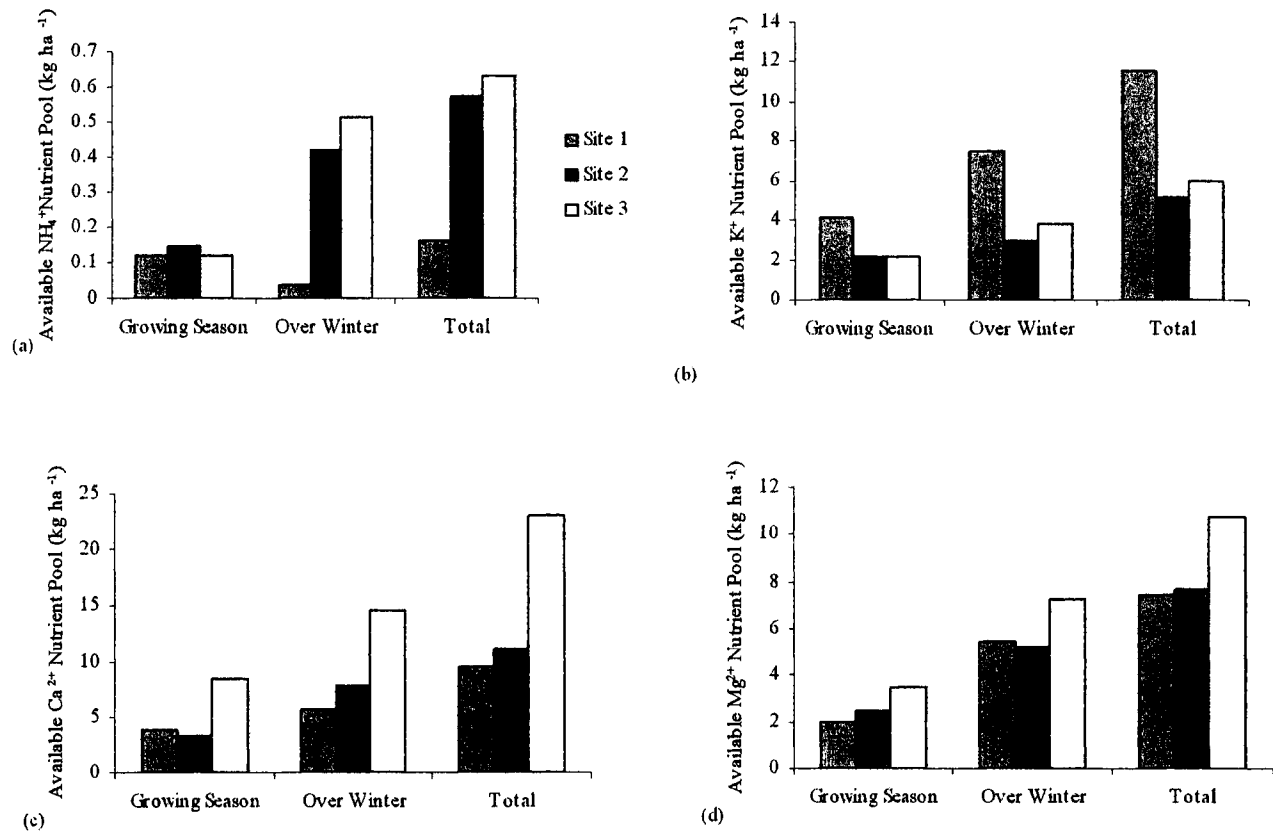 Available NH₄⁺Nutrient Pool (kg ha ⁻¹)
0.7
0.6
0.5
0.4
0.3
0.2
0.1
0
Growing Season
Over Winter
Total
(a)
Site 1
Site 2
Site 3
Available K⁺ Nutrient Pool (kg ha ⁻¹)
14
12
10
8
6
4
2
0
Growing Season
Over Winter
Total
(b)
Available Ca ²⁺ Nutrient Pool (kg ha ⁻¹)
25
20
15
10
5
0
Growing Season
Over Winter
Total
(c)
Available Mg²⁺ Nutrient Pool (kg ha ⁻¹)
12
10
8
6
4
2
0
Growing Season
Over Winter
Total
(d)